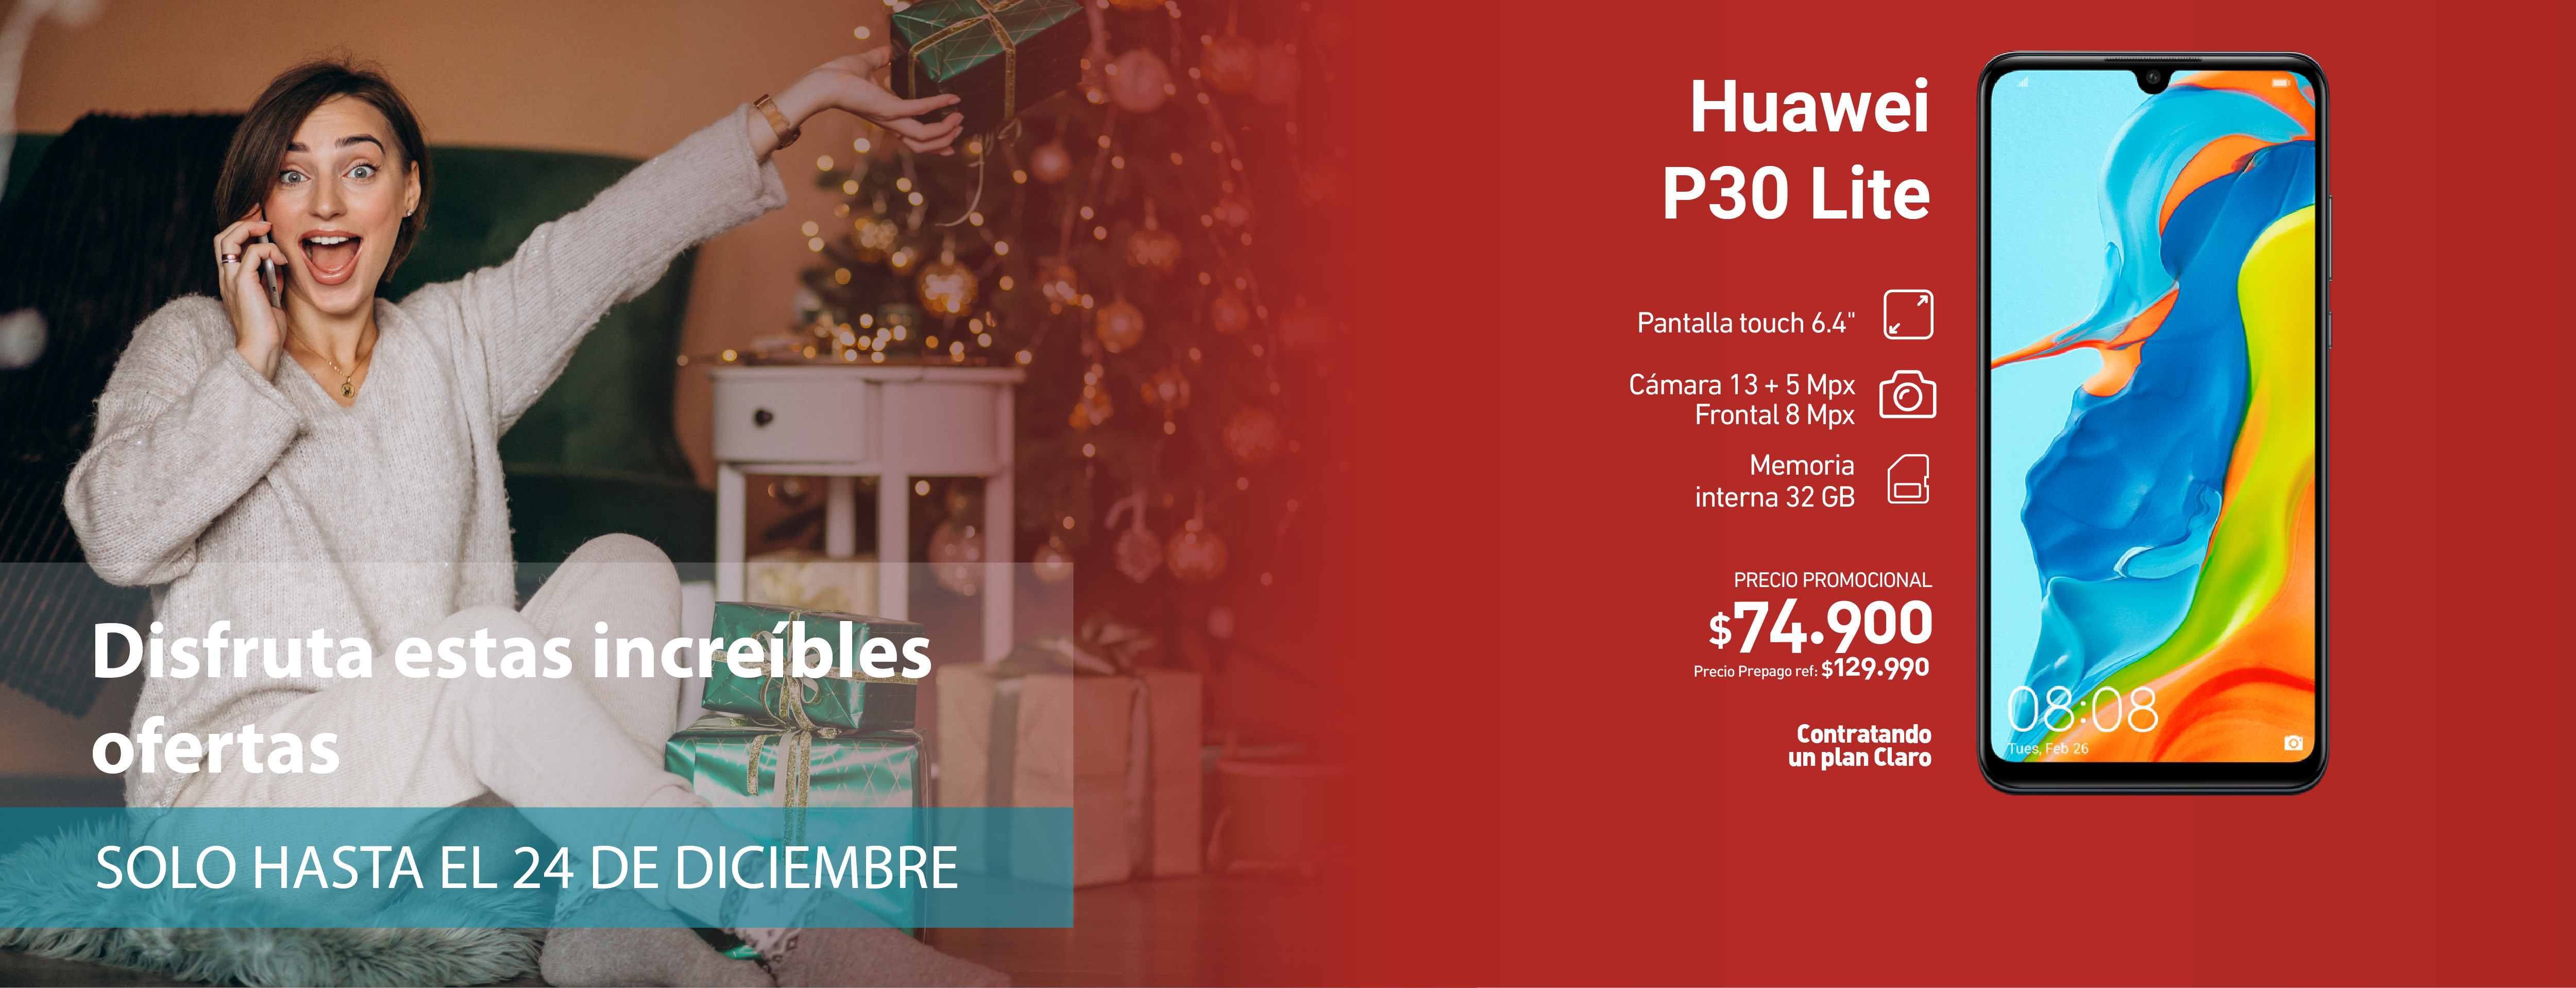 Disfruta estas increíbles
ofertas
SOLO HASTA EL 24 DE DICIEMBRE
Huawei
P30 Lite
Pantalla touch 6.4"
Cámara 13 + 5 Mpx
Frontal 8 Mpx
Memoria
interna 32 GB
PRECIO PROMOCIONAL
$74.900
Precio Prepago ref: $129.990
Contratando
un plan Claro
08:08
Tues, Feb 26